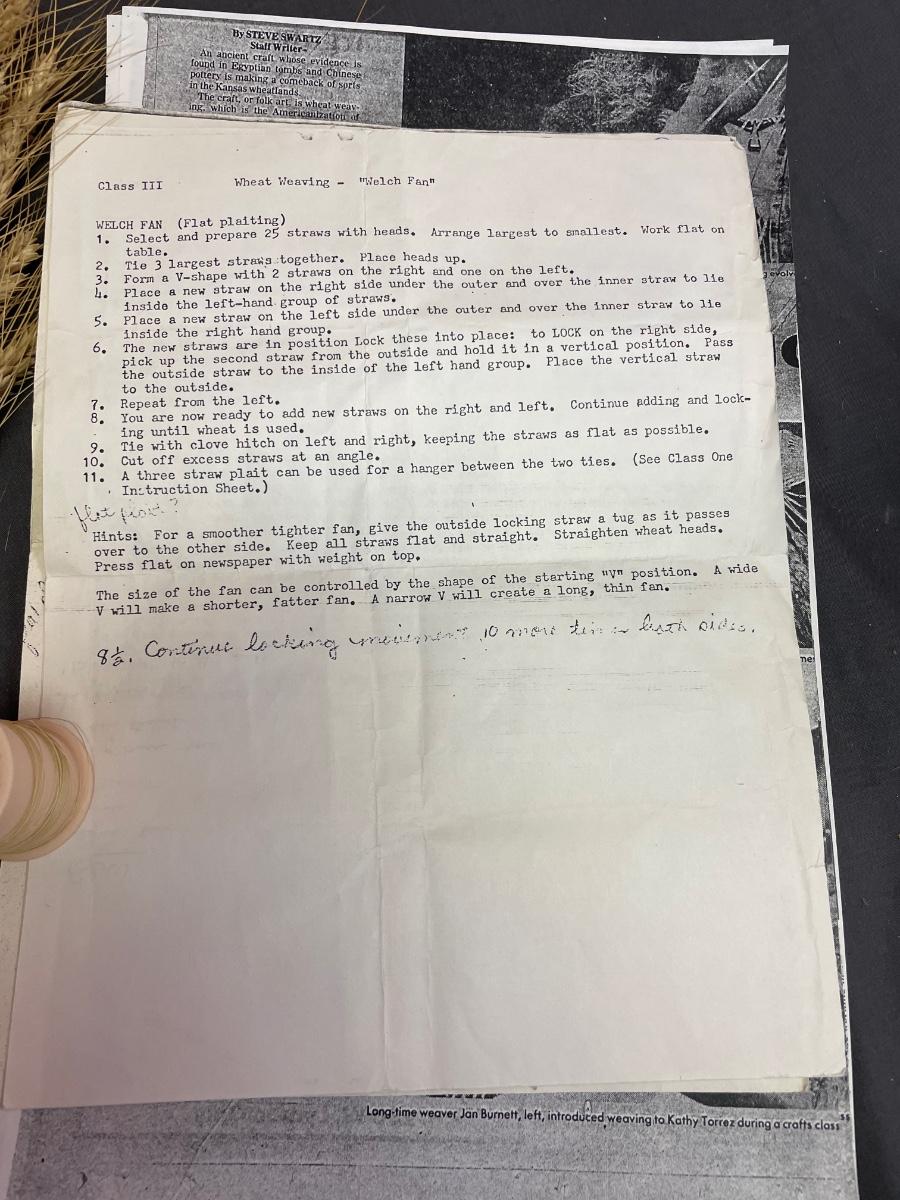 By STEVE SWARTZ
Staff Writer
An ancient craft whose evidence is
found in Egyptian tombs and Chinese
pottery is making a comeback of sorts
in the Kansas wheatlands.
The craft, or folk art, is wheat weav-
ing, which is the Americanization of
Class III Wheat Weaving - "Welch Fan"
WELCH FAN (Flat plaiting)
1. Select and prepare 25 straws with heads. Arrange largest to smallest. Work flat on
table.
2. Tie 3 largest straws together. Place heads up.
3. Form a V-shape with 2 straws on the right and one on the left.
4. Place a new straw on the right side under the outer and over the inner straw to lie
inside the left-hand group of straws.
5. Place a new straw on the left side under the outer and over the inner straw to lie
inside the right hand group.
6. The new straws are in position Lock these into place: to LOCK on the right side,
pick up the second straw from the outside and hold it in a vertical position. Pass
the outside straw to the inside of the left hand group. Place the vertical straw
to the outside.
7. Repeat from the left.
8. You are now ready to add new straws on the right and left. Continue adding and lock-
ing until wheat is used.
9. Tie with clove hitch on left and right, keeping the straws as flat as possible.
10. Cut off excess straws at an angle.
11. A three straw plait can be used for a hanger between the two ties. (See Class One
Instruction Sheet.)
flat
Hints: For a smoother tighter fan, give the outside locking straw a tug as it passes
over to the other side. Keep all straws flat and straight. Straighten wheat heads.
Press flat on newspaper with weight on top.
The size of the fan can be controlled by the shape of the starting "V" position. A wide
V will make a shorter, fatter fan. A narrow V will create a long, thin fan.
8½. Continue locking movement 10 more times both sides.
g evolv
mes
Long-time weaver Jan Burnett, left, introduced weaving to Kathy Torrez during a crafts class